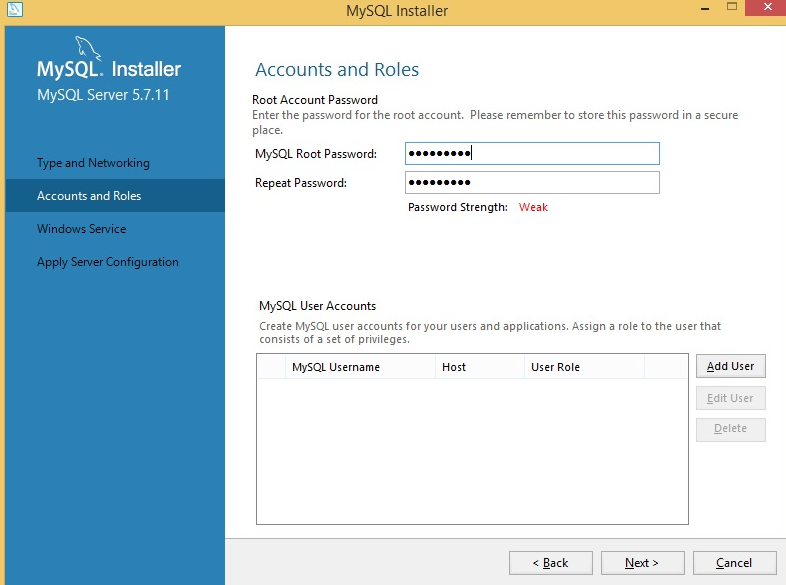 MySQL Installer
MySQL. Installer
MySQL Server 5.7.11
Type and Networking
Accounts and Roles
Windows Service
Apply Server Configuration
Accounts and Roles
Root Account Password
Enter the password for the root account. Please remember to store this password in a secure
place.
MySQL Root Password: ●●●●●●●●●
Repeat Password: ●●●●●●●●●
Password Strength: Weak
MySQL User Accounts
Create MySQL user accounts for your users and applications. Assign a role to the user that
consists of a set of privileges.
MySQL Username Host User Role
Add User
Edit User
Delete
< Back Next > Cancel